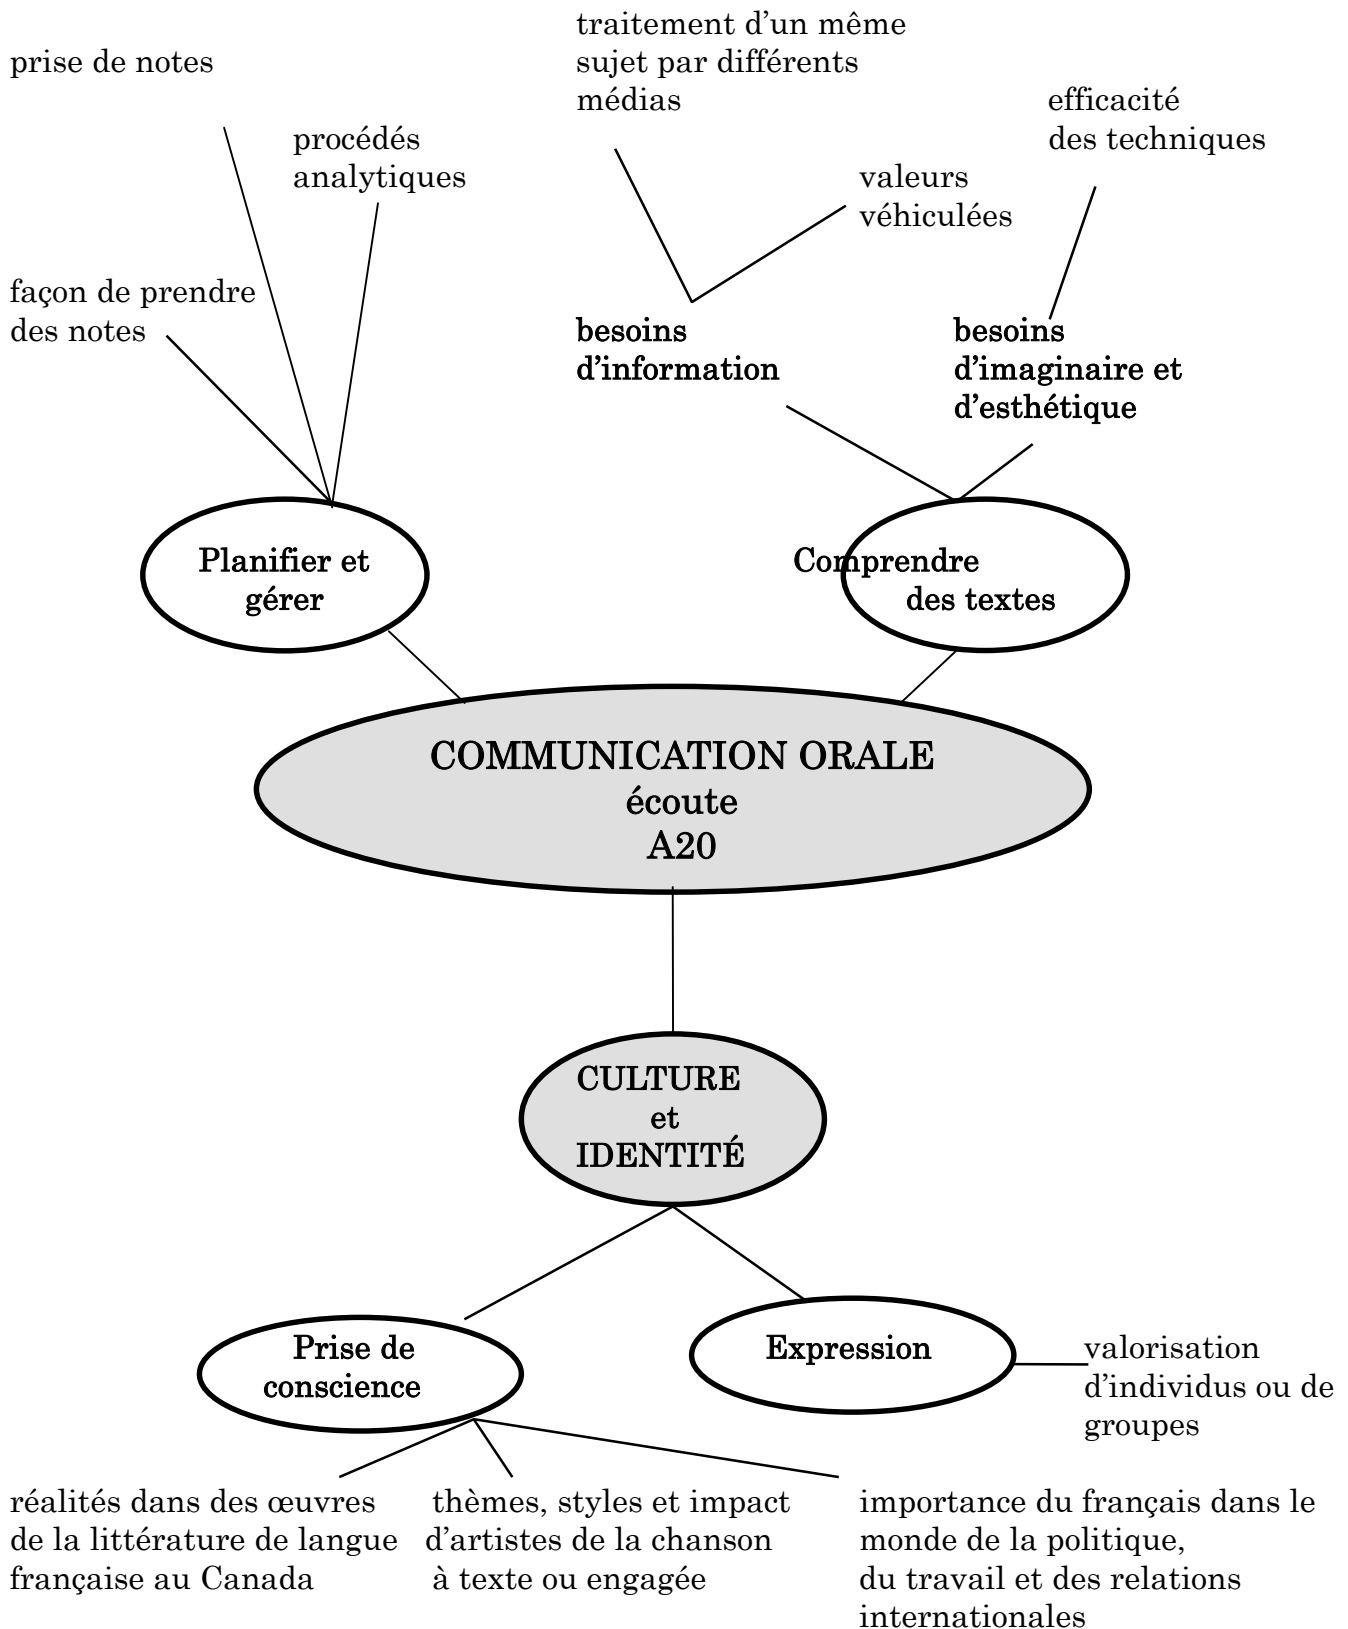 prise de notes
procédés
analytiques
façon de prendre
des notes
traitement d’un même
sujet par différents
médias
valeurs
véhiculées
efficacité
des techniques
besoins
d’information
besoins
d’imaginaire et
d’esthétique
Planifier et
gérer
Comprendre
des textes
COMMUNICATION ORALE
écoute
A20
CULTURE
et
IDENTITÉ
Prise de
conscience
Expression
valorisation
d’individus ou de
groupes
réalités dans des œuvres
de la littérature de langue
française au Canada
thèmes, styles et impact
d’artistes de la chanson
à texte ou engagée
importance du français dans le
monde de la politique,
du travail et des relations
internationales